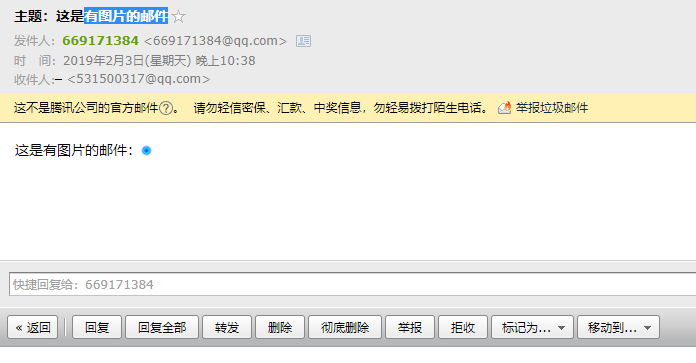 主题：这是有图片的邮件
发件人：669171384 <669171384@qq.com>
时 间：2019年2月3日(星期天) 晚上10:38
收件人：– <531500317@qq.com>
这不是腾讯公司的官方邮件?。 请勿轻信密保、汇款、中奖信息，勿轻易拨打陌生电话。 举报垃圾邮件
这是有图片的邮件：
快捷回复给：669171384
« 返回 回复 回复全部 转发 删除 彻底删除 举报 拒收 标记为... 移动到...